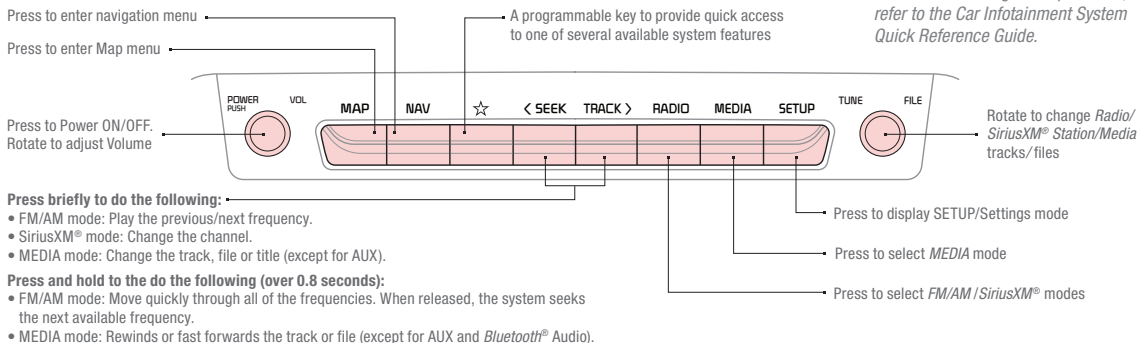 refer to the Car Infotainment System
Quick Reference Guide.
Press to enter navigation menu
Press to enter Map menu
A programmable key to provide quick access
to one of several available system features
POWER
PUSH
VOL
MAP
NAV
☆
< SEEK
TRACK >
RADIO
MEDIA
SETUP
TUNE
FILE
Press to Power ON/OFF.
Rotate to adjust Volume
Rotate to change Radio/
SiriusXM® Station/Media
tracks/files
Press briefly to do the following:
• FM/AM mode: Play the previous/next frequency.
• SiriusXM® mode: Change the channel.
• MEDIA mode: Change the track, file or title (except for AUX).
Press and hold to the do the following (over 0.8 seconds):
• FM/AM mode: Move quickly through all of the frequencies. When released, the system seeks
the next available frequency.
• MEDIA mode: Rewinds or fast forwards the track or file (except for AUX and Bluetooth® Audio).
Press to display SETUP/Settings mode
Press to select MEDIA mode
Press to select FM/AM /SiriusXM® modes